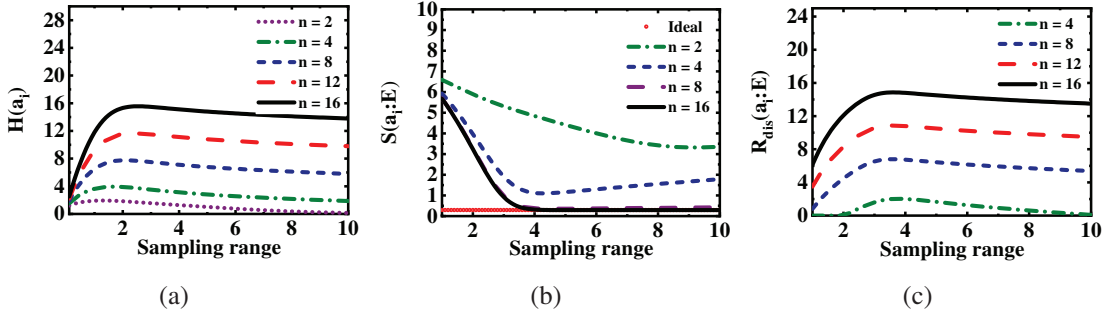 H(a_i)
28
24
20
16
12
8
4
0
2 4 6 8 10
Sampling range
n = 2
n = 4
n = 8
n = 12
n = 16
(a)
S(a_i:E)
10
9
8
7
6
5
4
3
2
1
0
2 4 6 8 10
Sampling range
Ideal
n = 2
n = 4
n = 8
n = 16
(b)
R_dis(a_i:E)
24
20
16
12
8
4
0
2 4 6 8 10
Sampling range
n = 4
n = 8
n = 12
n = 16
(c)